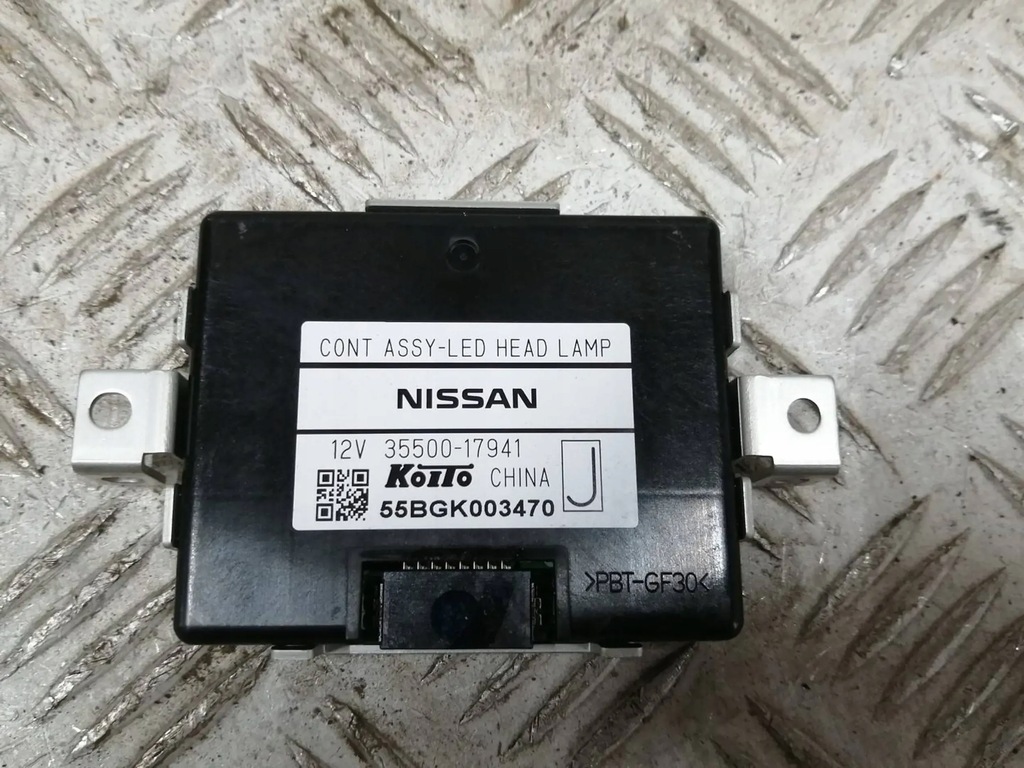 CONT ASSY-LED HEAD LAMP
NISSAN
12V 35500-17941
KOITO CHINA J
55BGK003470
>PBT-GF30<